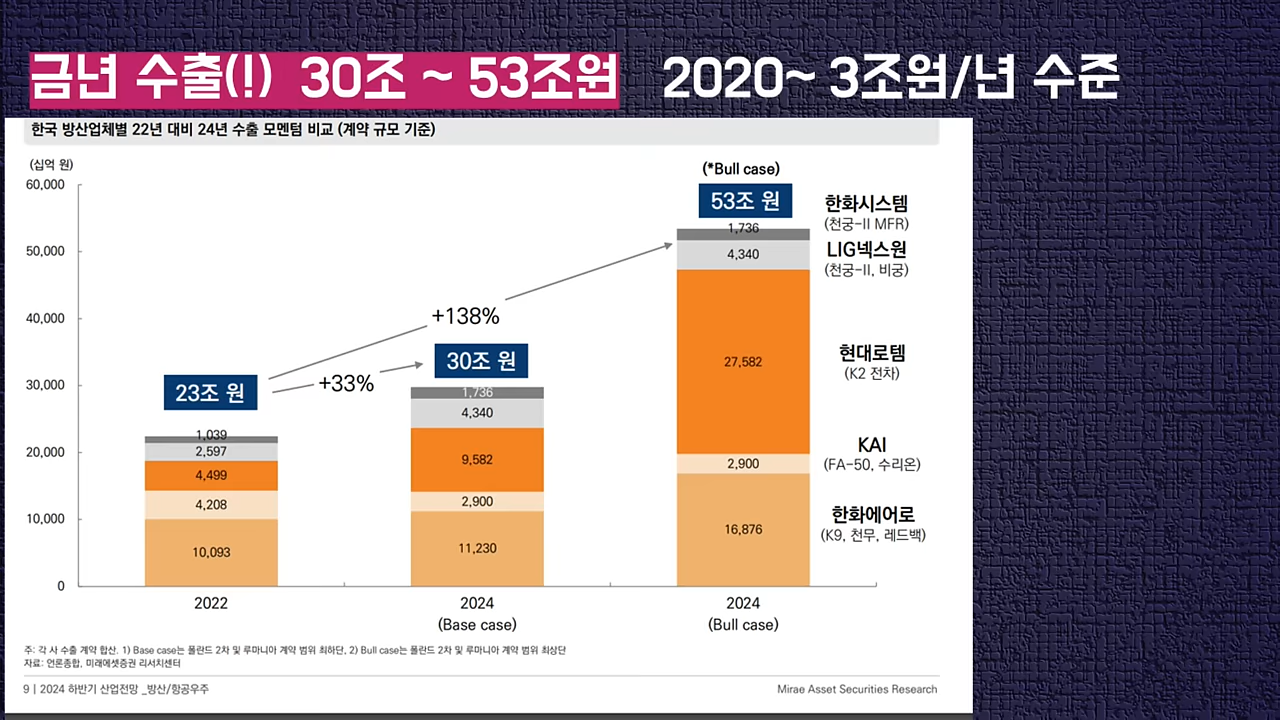 금년 수출(!) 30조 ~ 53조원 2020~ 3조원/년 수준
한국 방산업체별 22년 대비 24년 수출 모멘텀 비교 (계약 규모 기준)
(십억 원)
60,000
50,000
40,000
30,000
20,000
10,000
0
23조 원
1,039
2,597
4,499
4,208
10,093
2022
+33%
+138%
30조 원
1,736
4,340
9,582
2,900
11,230
2024
(Base case)
(*Bull case)
53조 원
1,736
4,340
27,582
2,900
16,876
2024
(Bull case)
한화시스템
(천궁-II MFR)
LIG넥스원
(천궁-II, 비궁)
현대로템
(K2 전차)
KAI
(FA-50, 수리온)
한화에어로
(K9, 천무, 레드백)
주: 각 사 수출 계약 합산. 1) Base case는 폴란드 2차 및 루마니아 계약 범위 최하단, 2) Bull case는 폴란드 2차 및 루마니아 계약 범위 최상단
자료: 언론종합, 미래에셋증권 리서치센터
9 | 2024 하반기 산업전망 _방산/항공우주
Mirae Asset Securities Research